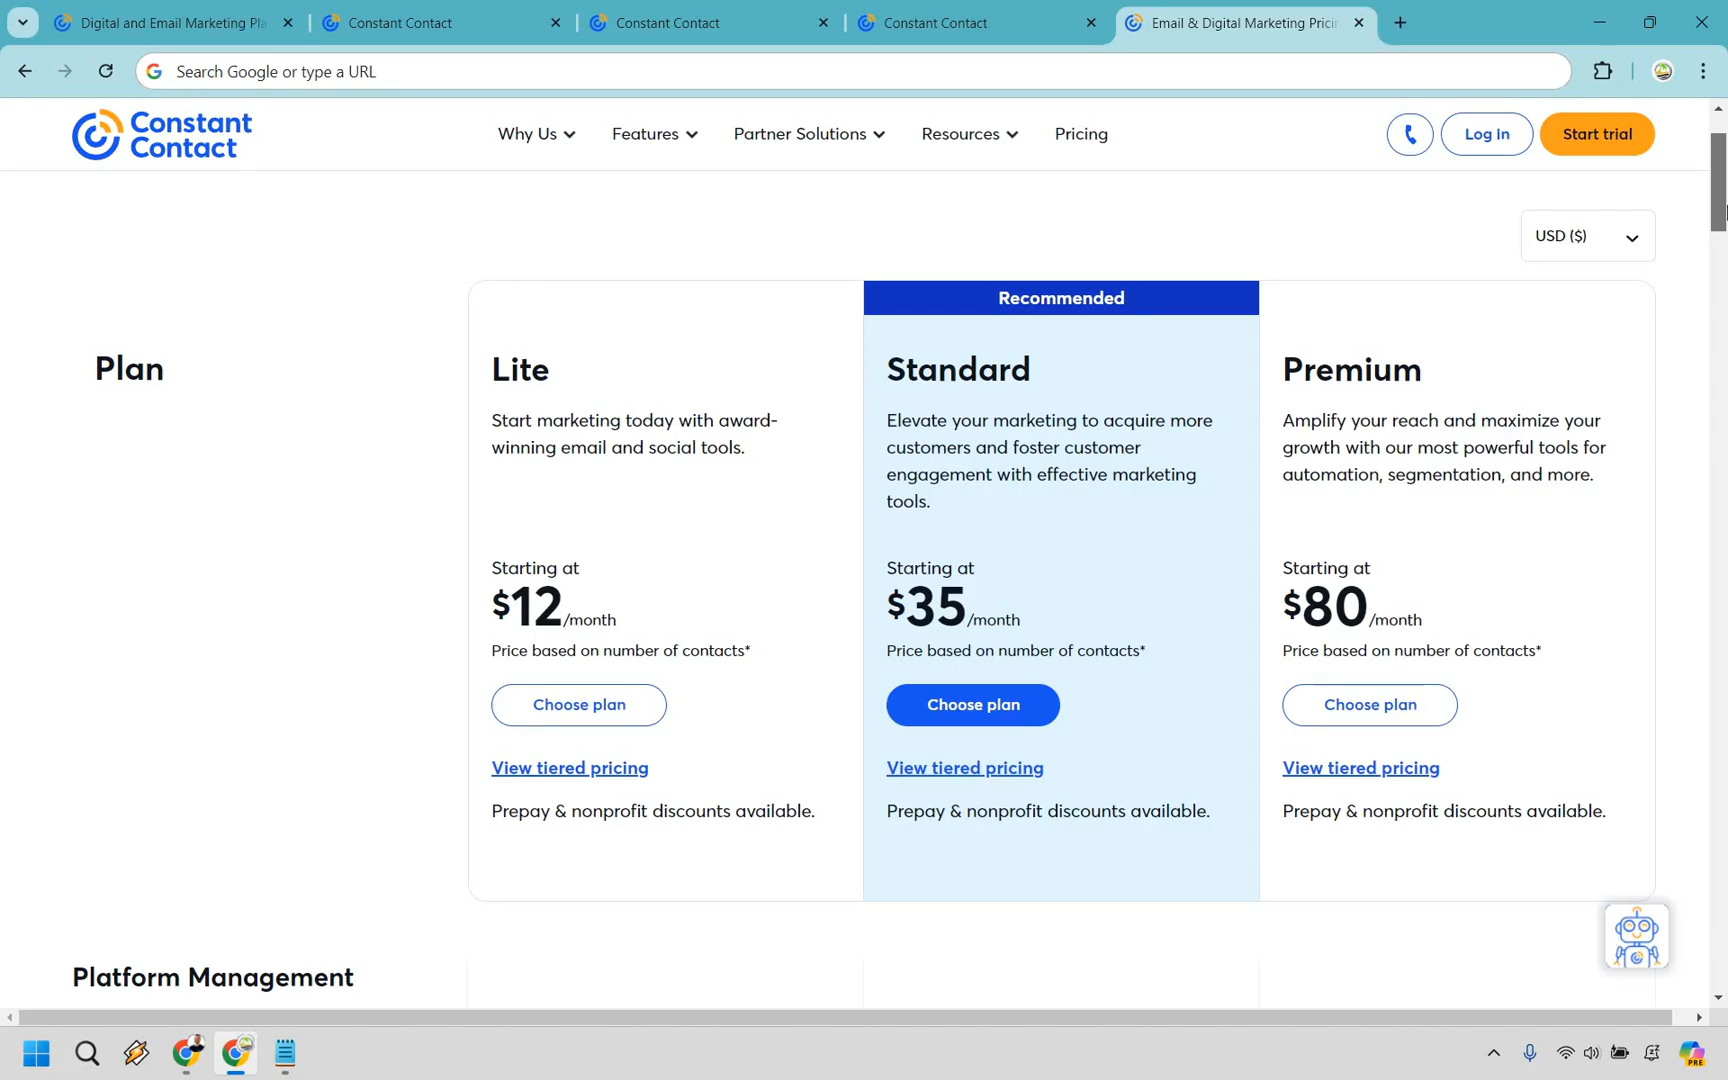 Digital and Email Marketing Pla
Constant Contact
Constant Contact
Constant Contact
Email & Digital Marketing Pricin
Search Google or type a URL
Constant
Contact
Why Us
Features
Partner Solutions
Resources
Pricing
Log In
Start trial
USD ($)
Recommended
Plan
Lite
Start marketing today with award-
winning email and social tools.
Starting at
$12/month
Price based on number of contacts*
Choose plan
View tiered pricing
Prepay & nonprofit discounts available.
Standard
Elevate your marketing to acquire more
customers and foster customer
engagement with effective marketing
tools.
Starting at
$35/month
Price based on number of contacts*
Choose plan
View tiered pricing
Prepay & nonprofit discounts available.
Premium
Amplify your reach and maximize your
growth with our most powerful tools for
automation, segmentation, and more.
Starting at
$80/month
Price based on number of contacts*
Choose plan
View tiered pricing
Prepay & nonprofit discounts available.
Platform Management
PRE